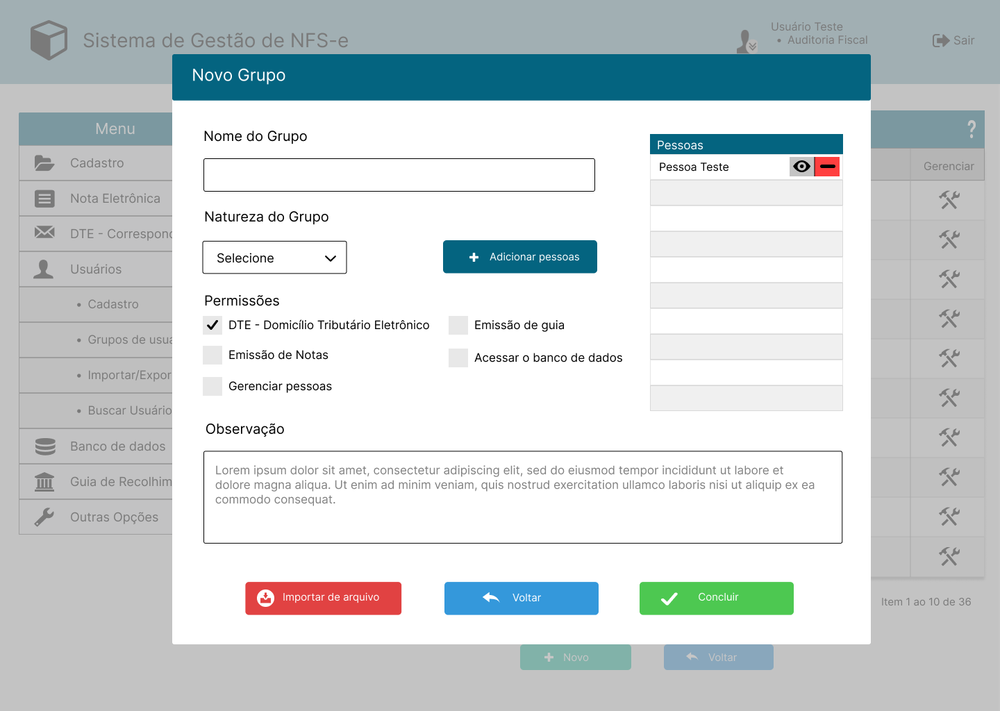 Sistema de Gestão de NFS-e
Usuário Teste
• Auditoria Fiscal
Sair
Novo Grupo
Menu
?
Cadastro
Gerenciar
Nota Eletrônica
DTE - Correspond
Usuários
• Cadastro
• Grupos de usua
• Importar/Expor
• Buscar Usuário
Banco de dados
Guia de Recolhim
Outras Opções
Nome do Grupo
Natureza do Grupo
Selecione
Adicionar pessoas
Pessoas
Pessoa Teste
Permissões
DTE - Domicílio Tributário Eletrônico
Emissão de guia
Emissão de Notas
Acessar o banco de dados
Gerenciar pessoas
Observação
Lorem ipsum dolor sit amet, consectetur adipiscing elit, sed do eiusmod tempor incididunt ut labore et
dolore magna aliqua. Ut enim ad minim veniam, quis nostrud exercitation ullamco laboris nisi ut aliquip ex ea
commodo consequat.
Importar de arquivo
Voltar
Concluir
Item 1 ao 10 de 36
Novo
Voltar